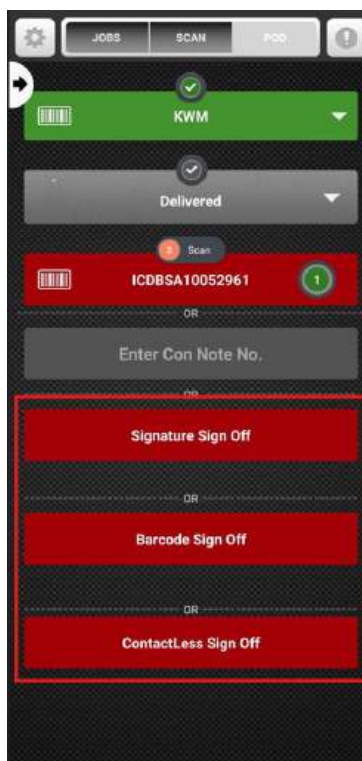 JOBS SCAN POD
KWM
Delivered
3 Scan
ICDBSA10052961 1
OR
Enter Con Note No.
OR
Signature Sign Off
OR
Barcode Sign Off
OR
ContactLess Sign Off